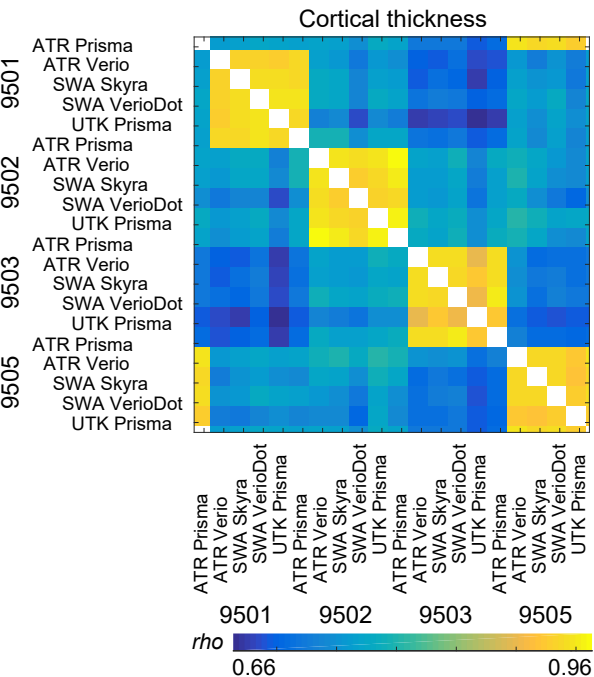 Cortical thickness
9501
ATR Prisma
ATR Verio
SWA Skyra
SWA VerioDot
UTK Prisma
9502
ATR Prisma
ATR Verio
SWA Skyra
SWA VerioDot
UTK Prisma
9503
ATR Prisma
ATR Verio
SWA Skyra
SWA VerioDot
UTK Prisma
9505
ATR Prisma
ATR Verio
SWA Skyra
SWA VerioDot
UTK Prisma
ATR Prisma
ATR Verio
SWA Skyra
SWA VerioDot
UTK Prisma
ATR Prisma
ATR Verio
SWA Skyra
SWA VerioDot
UTK Prisma
ATR Prisma
ATR Verio
SWA Skyra
SWA VerioDot
UTK Prisma
ATR Prisma
ATR Verio
SWA Skyra
SWA VerioDot
UTK Prisma
9501 9502 9503 9505
rho
0.66 0.96